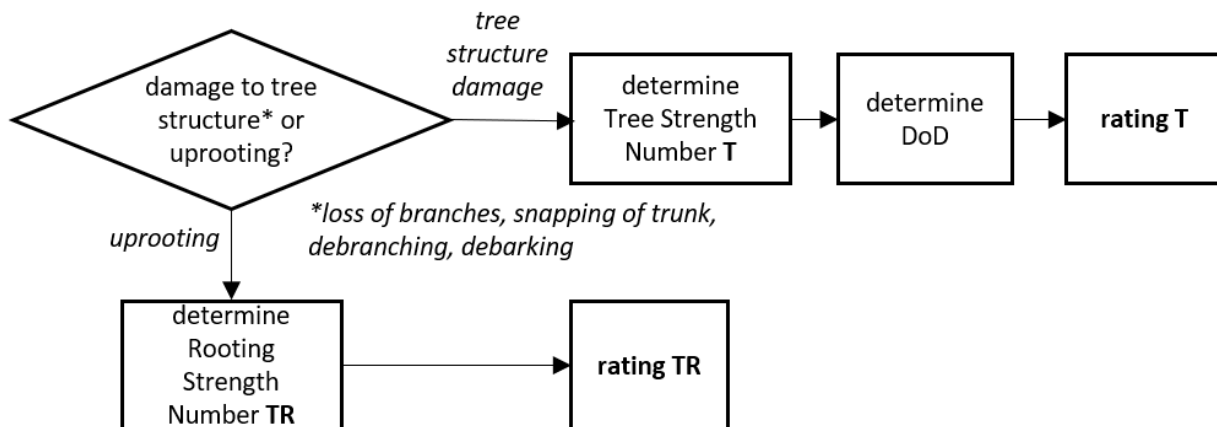 tree
structure
damage
damage to tree
structure* or
uprooting?
determine
Tree Strength
Number T
determine
DoD
rating T
*loss of branches, snapping of trunk,
debranching, debarking
uprooting
determine
Rooting
Strength
Number TR
rating TR